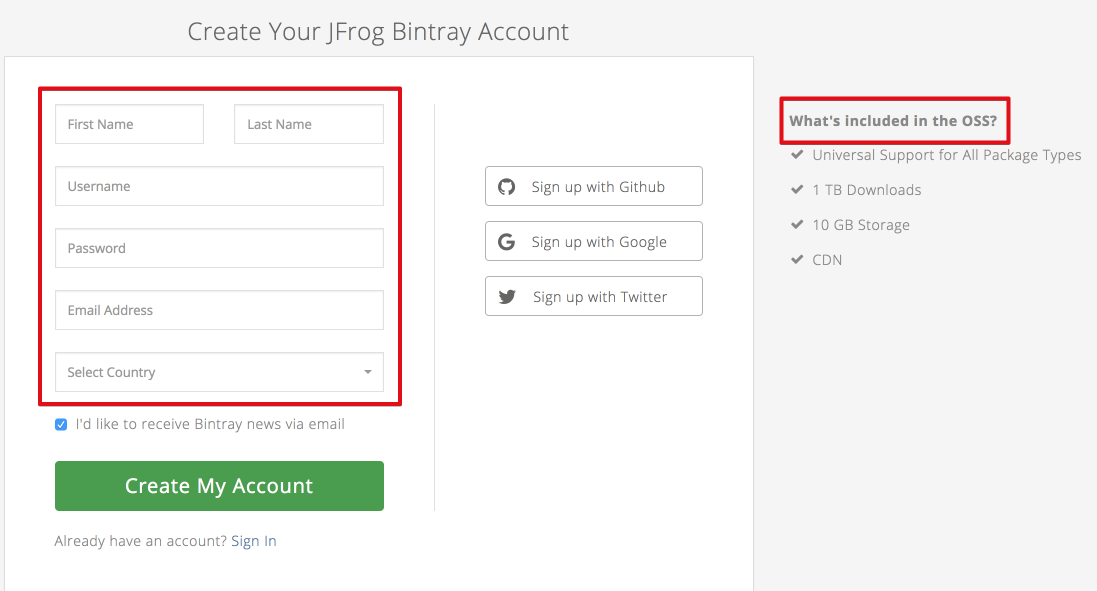 Create Your JFrog Bintray Account
First Name
Last Name
Username
Password
Email Address
Select Country
I'd like to receive Bintray news via email
Create My Account
Already have an account? Sign In
Sign up with Github
Sign up with Google
Sign up with Twitter
What's included in the OSS?
Universal Support for All Package Types
1 TB Downloads
10 GB Storage
CDN